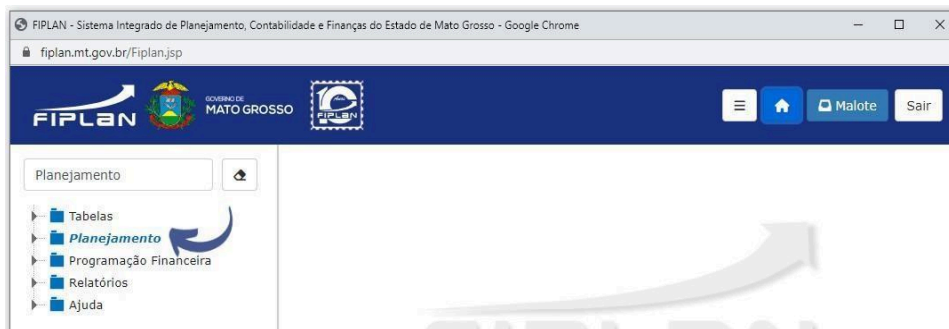 FIPLAN - Sistema Integrado de Planejamento, Contabilidade e Finanças do Estado de Mato Grosso - Google Chrome
fiplan.mt.gov.br/Fiplan.jsp
FIPLAN
GOVERNO DE
MATO GROSSO
FIPLAN
Malote
Sair
Planejamento
Tabelas
Planejamento
Programação Financeira
Relatórios
Ajuda
FIPLAN